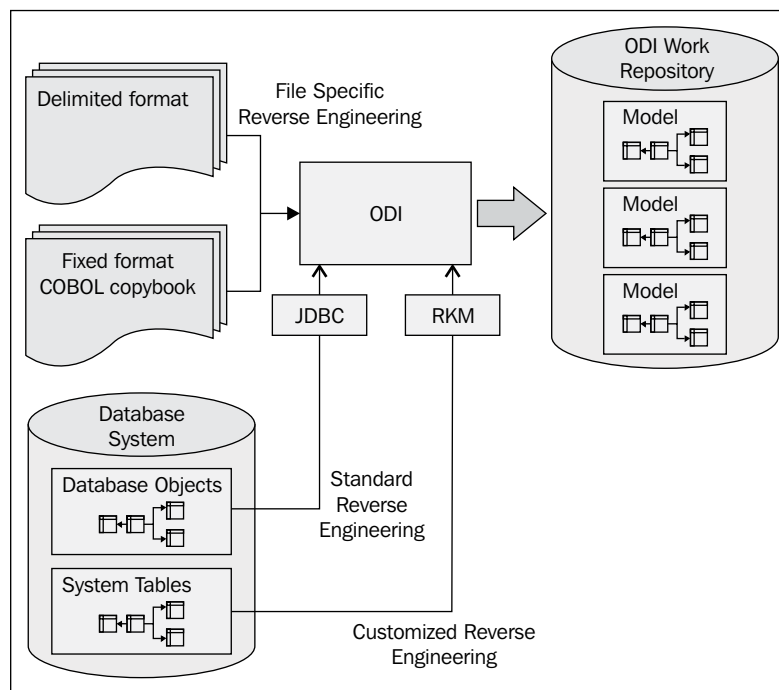 Delimited format
File Specific
Reverse Engineering
Fixed format
COBOL copybook
ODI
JDBC
RKM
ODI Work
Repository
Model
Model
Model
Database
System
Database Objects
System Tables
Standard
Reverse
Engineering
Customized Reverse
Engineering